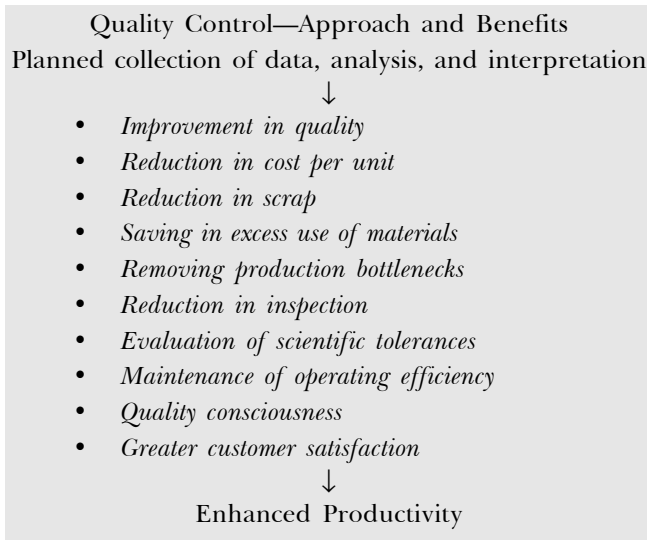 Quality Control—Approach and Benefits
Planned collection of data, analysis, and interpretation
↓
• Improvement in quality
• Reduction in cost per unit
• Reduction in scrap
• Saving in excess use of materials
• Removing production bottlenecks
• Reduction in inspection
• Evaluation of scientific tolerances
• Maintenance of operating efficiency
• Quality consciousness
• Greater customer satisfaction
↓
Enhanced Productivity